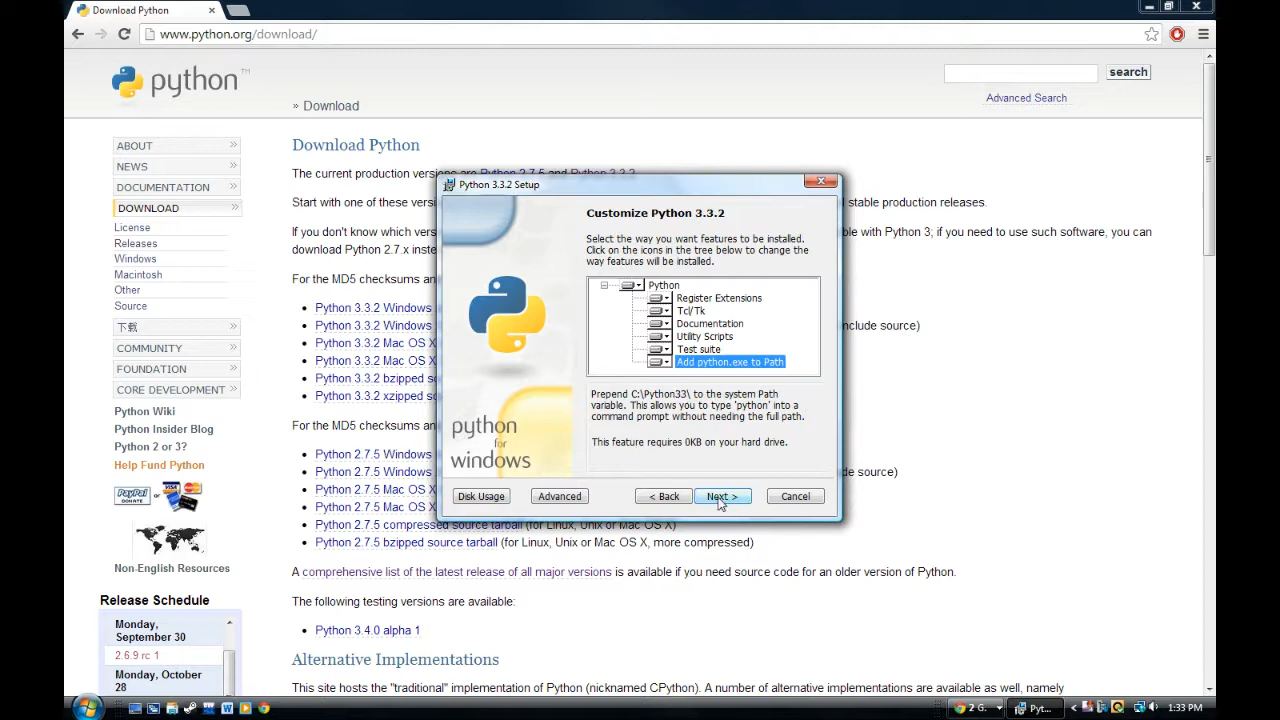 Download Python
www.python.org/download/
python™
search
» Download
Advanced Search
ABOUT
NEWS
DOCUMENTATION
DOWNLOAD
License
Releases
Windows
Macintosh
Other
Source
下载
COMMUNITY
FOUNDATION
CORE DEVELOPMENT
Python Wiki
Python Insider Blog
Python 2 or 3?
Help Fund Python
PayPal DONATE or VISA
Non-English Resources
Release Schedule
Monday,
September 30
2.6.9 rc 1
Monday, October
28
Download Python
The current production versions are Python 2.7.5 and Python 3.3.2.
Start with one of these stable production releases.
If you don't know which with Python 3; if you need to use such software, you can
download Python 2.7.x
For the MD5 checksums
Python 3.3.2 Windows
Python 3.3.2 Windows include source)
Python 3.3.2 Mac OS X
Python 3.3.2 Mac OS X
Python 3.3.2 bzipped
Python 3.3.2 xzipped
For the MD5 checksums
Python 2.7.5 Windows
Python 2.7.5 Windows source)
Python 2.7.5 Mac OS X
Python 2.7.5 Mac OS X
Python 2.7.5 compressed source tarball (for Linux, Unix or Mac OS X)
Python 2.7.5 bzipped source tarball (for Linux, Unix or Mac OS X, more compressed)
A comprehensive list of the latest release of all major versions is available if you need source code for an older version of Python.
The following testing versions are available:
Python 3.4.0 alpha 1
Alternative Implementations
This site hosts the "traditional" implementation of Python (nicknamed CPython). A number of alternative implementations are available as well, namely
Python 3.3.2 Setup
Customize Python 3.3.2
Select the way you want features to be installed.
Click on the icons in the tree below to change the
way features will be installed.
Python
Register Extensions
Tcl/Tk
Documentation
Utility Scripts
Test suite
Add python.exe to Path
Prepend C:\Python33\ to the system Path
variable. This allows you to type 'python' into a
command prompt without needing the full path.
This feature requires 0KB on your hard drive.
python
for
windows
Disk Usage
Advanced
< Back
Next >
Cancel
2 G.
Pyt...
1:33 PM